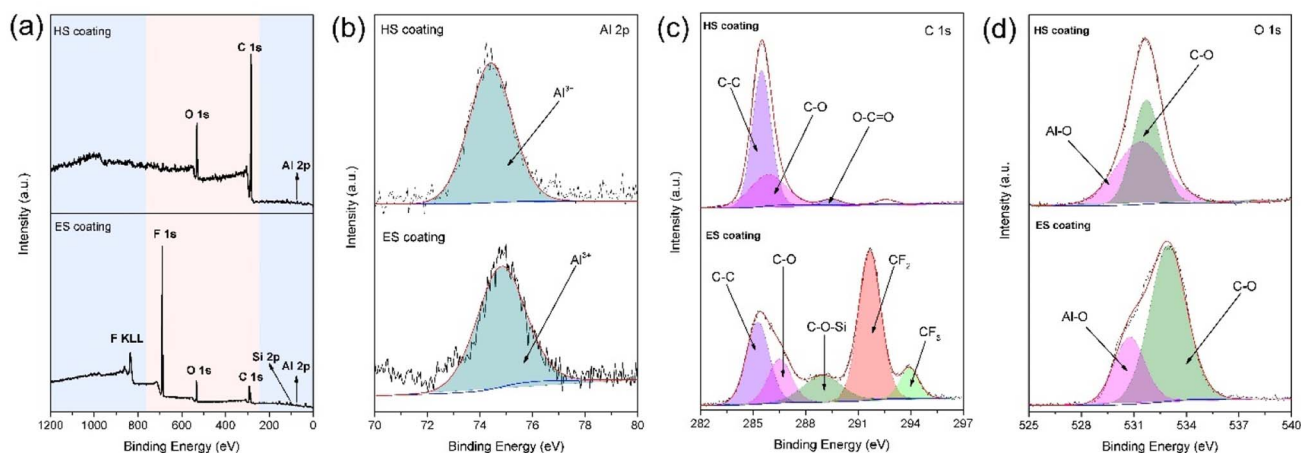 (a)
HS coating
C 1s
O 1s
Al 2p
ES coating
F 1s
F KLL
O 1s
C 1s
Si 2p
Al 2p
Intensity (a.u.)
1200 1000 800 600 400 200 0
Binding Energy (eV)
(b)
HS coating
Al 2p
Al³⁺
ES coating
Al³⁺
Intensity (a.u.)
70 72 74 76 78 80
Binding Energy (eV)
(c)
HS coating
C 1s
C-C
C-O
O-C=O
ES coating
C-C
C-O
C-O-Si
CF₂
CF₃
Intensity (a.u.)
282 285 288 291 294 297
Binding Energy (eV)
(d)
HS coating
O 1s
C-O
Al-O
ES coating
Al-O
C-O
Intensity (a.u.)
525 528 531 534 537 540
Binding Energy (eV)